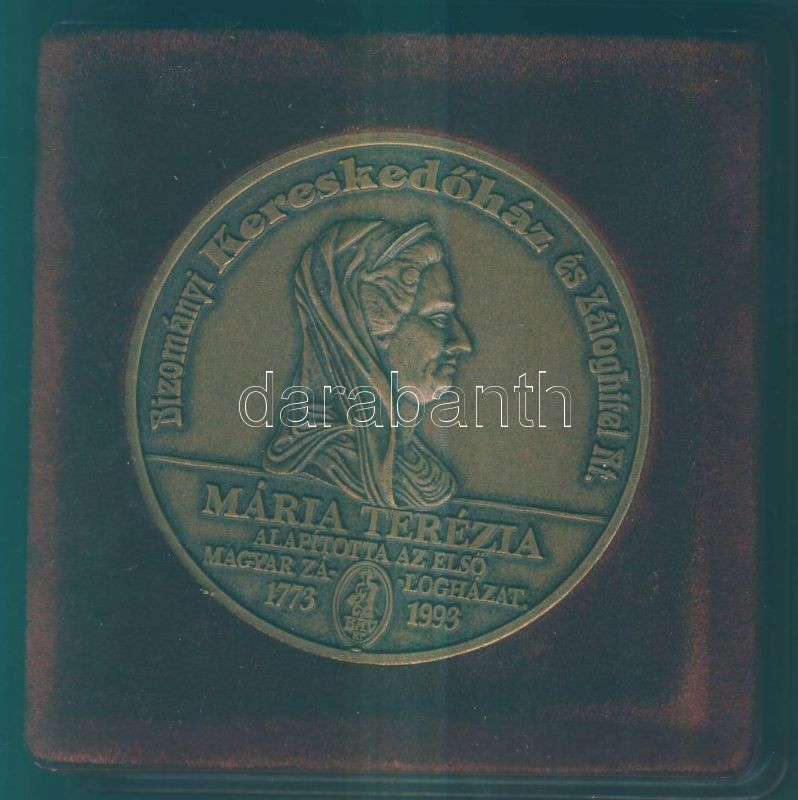 Bizományi Kereskedőház és Záloghitel Rt.
darabanth
MÁRIA TERÉZIA
ALAPÍTOTTA AZ ELSŐ
MAGYAR ZÁ- LOGHÁZAT.
1773 1993
BÁV